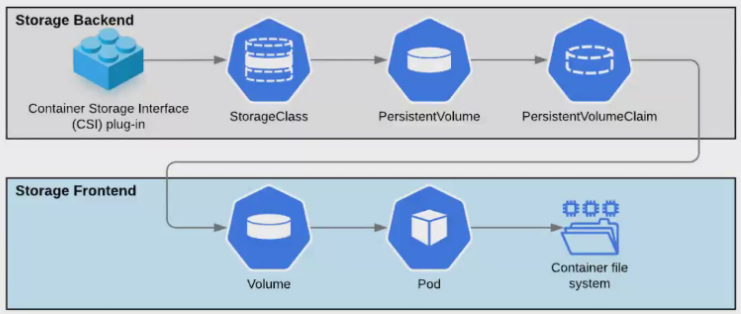 Storage Backend
Container Storage Interface
(CSI) plug-in
StorageClass
PersistentVolume
PersistentVolumeClaim
Storage Frontend
Volume
Pod
Container file
system